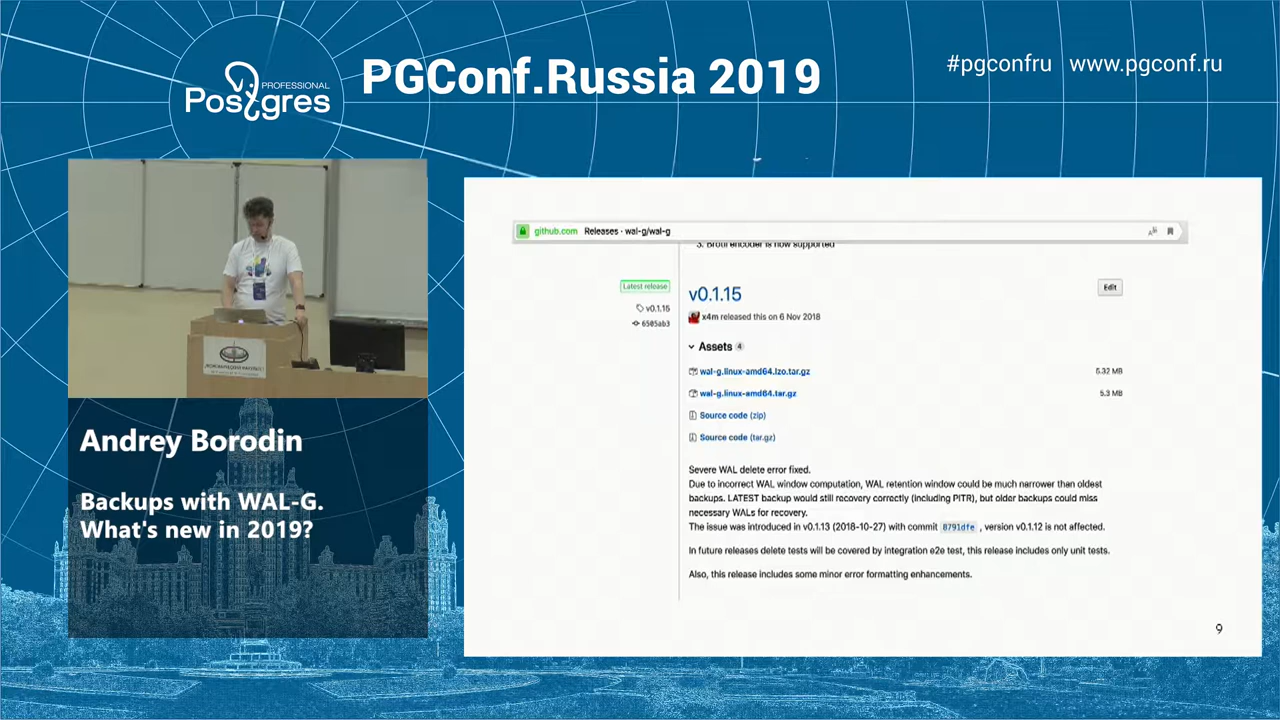 PROFESSIONAL
Postgres
PGConf.Russia 2019
#pgconfru www.pgconf.ru
Andrey Borodin
Backups with WAL-G.
What's new in 2019?
github.com Releases · wal-g/wal-g
3. Brotli encoder is now supported
Latest release
v0.1.15
6505ab3
v0.1.15
Edit
x4m released this on 6 Nov 2018
Assets 4
wal-g.linux-amd64.lzo.tar.gz 5.32 MB
wal-g.linux-amd64.tar.gz 5.3 MB
Source code (zip)
Source code (tar.gz)
Severe WAL delete error fixed.
Due to incorrect WAL window computation, WAL retention window could be much narrower than oldest
backups. LATEST backup would still recovery correctly (including PITR), but older backups could miss
necessary WALs for recovery.
The issue was introduced in v0.1.13 (2018-10-27) with commit 8791dfe , version v0.1.12 is not affected.
In future releases delete tests will be covered by integration e2e test, this release includes only unit tests.
Also, this release includes some minor error formatting enhancements.
9